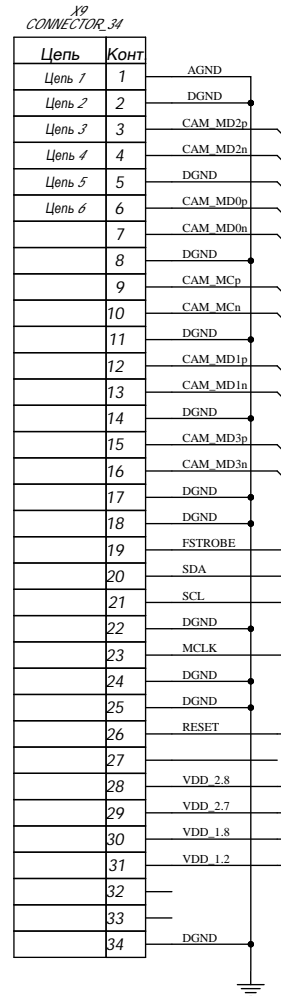 X9
CONNECTOR_34
Цепь Конт.
Цепь 1 1 AGND
Цепь 2 2 DGND
Цепь 3 3 CAM_MD2p
Цепь 4 4 CAM_MD2n
Цепь 5 5 DGND
Цепь 6 6 CAM_MD0p
7 CAM_MD0n
8 DGND
9 CAM_MCp
10 CAM_MCn
11 DGND
12 CAM_MD1p
13 CAM_MD1n
14 DGND
15 CAM_MD3p
16 CAM_MD3n
17 DGND
18 DGND
19 FSTROBE
20 SDA
21 SCL
22 DGND
23 MCLK
24 DGND
25 DGND
26 RESET
27
28 VDD_2.8
29 VDD_2.7
30 VDD_1.8
31 VDD_1.2
32
33
34 DGND